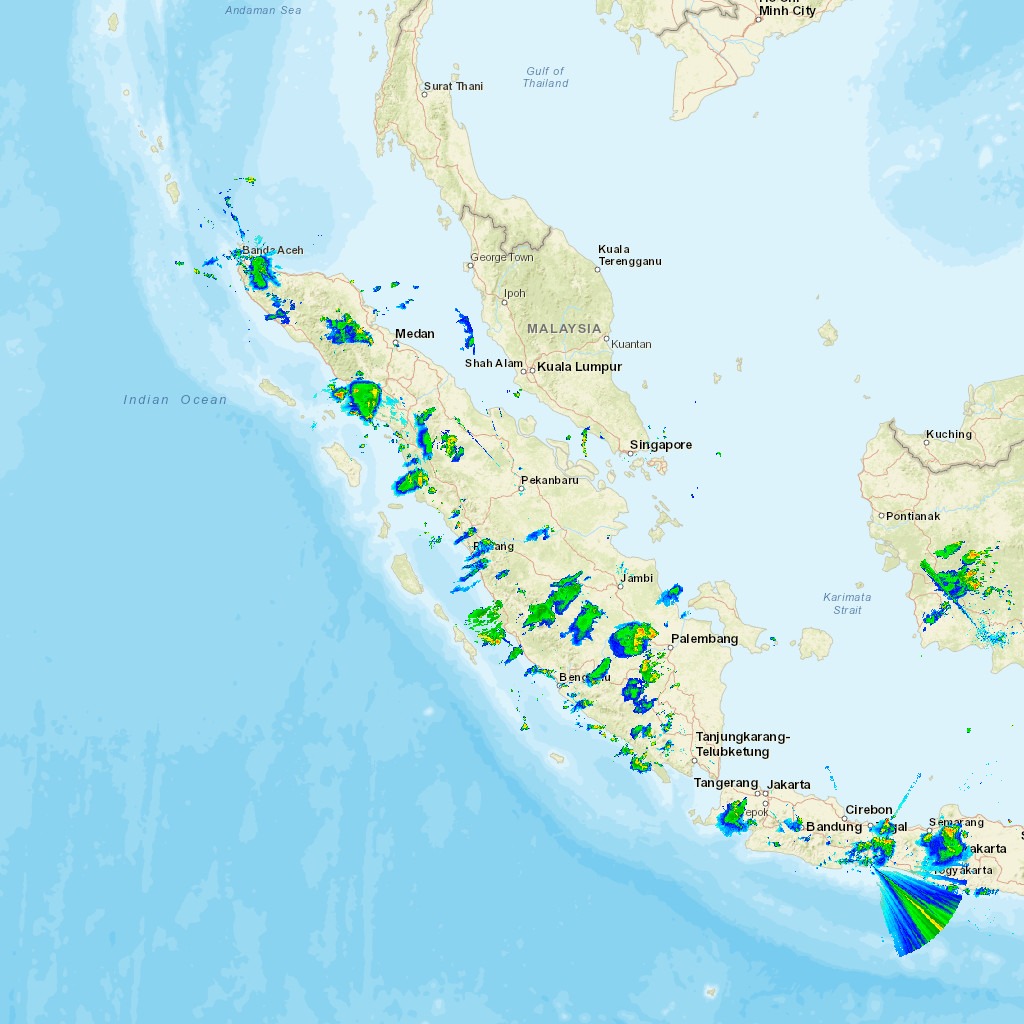 Andaman Sea
Minh City
Gulf of
Thailand
Surat Thani
Banda Aceh
George Town
Kuala
Terengganu
Ipoh
MALAYSIA
Medan
Kuantan
Shah Alam
Kuala Lumpur
Indian Ocean
Singapore
Kuching
Pekanbaru
Pontianak
Jambi
Karimata
Strait
Palembang
Tanjungkarang-
Telubketung
Tangerang
Jakarta
Cirebon
Bandung
Semarang
Yogyakarta